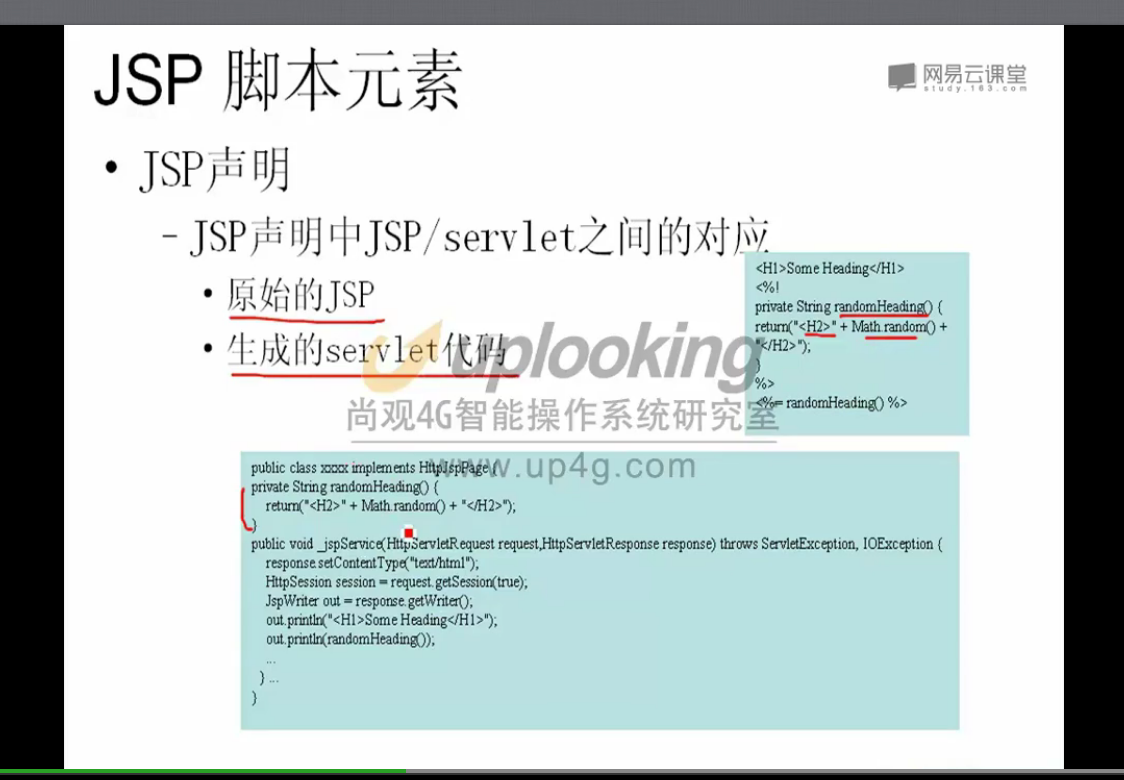 JSP 脚本元素
网易云课堂
study.163.com
• JSP声明
– JSP声明中JSP/servlet之间的对应
• 原始的JSP
• 生成的servlet代码
<H1>Some Heading</H1>
<%!
private String randomHeading() {
return("<H2>" + Math.random() +
"</H2>");
}
%>
<%= randomHeading() %>
uplooking
尚观4G智能操作系统研究室
www.up4g.com
public class xxxx implements HttpJspPage {
private String randomHeading() {
return("<H2>" + Math.random() + "</H2>");
}
public void _jspService(HttpServletRequest request,HttpServletResponse response) throws ServletException, IOException {
response.setContentType("text/html");
HttpSession session = request.getSession(true);
JspWriter out = response.getWriter();
out.println("<H1>Some Heading</H1>");
out.println(randomHeading());
...
} ...
}